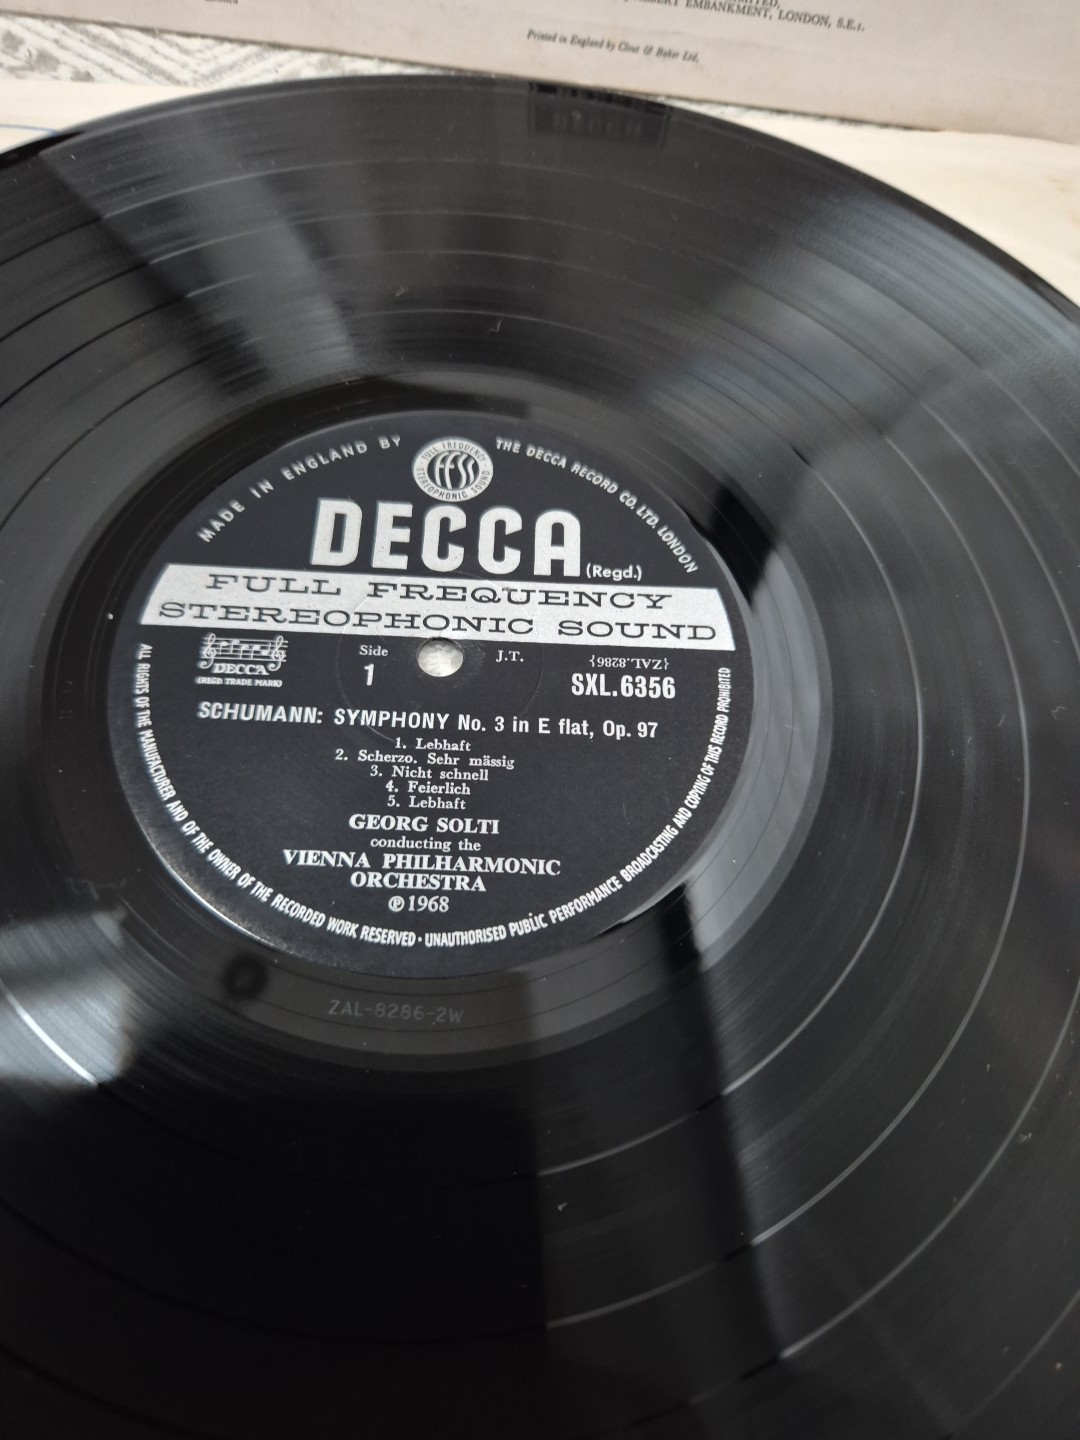 EMBANKMENT, LONDON, S.E.1.
Printed in England by Clout & Baker Ltd.
MADE IN ENGLAND BY
THE DECCA RECORD CO. LTD. LONDON
FULL FREQUENCY
FFSS
STEREOPHONIC SOUND
DECCA
(Regd.)
FULL FREQUENCY
STEREOPHONIC SOUND
DECCA
(REGD TRADE MARK)
Side
1
J.T.
{ZAL.8286}
SXL.6356
SCHUMANN: SYMPHONY No. 3 in E flat, Op. 97
1. Lebhaft
2. Scherzo. Sehr mässig
3. Nicht schnell
4. Feierlich
5. Lebhaft
GEORG SOLTI
conducting the
VIENNA PHILHARMONIC
ORCHESTRA
℗ 1968
ALL RIGHTS OF THE MANUFACTURER AND OF THE OWNER OF THE RECORDED WORK RESERVED · UNAUTHORISED PUBLIC PERFORMANCE BROADCASTING AND COPYING OF THIS RECORD PROHIBITED
ZAL-8286-2W